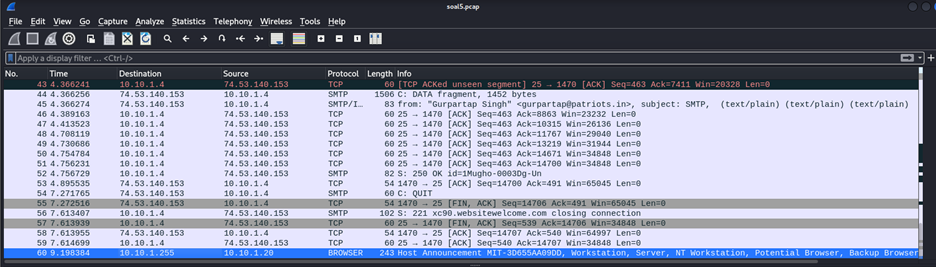 soal5.pcap
File Edit View Go Capture Analyze Statistics Telephony Wireless Tools Help
Apply a display filter ... <Ctrl-/>
No. Time Destination Source Protocol Length Info
43 4.366241 10.10.1.4 74.53.140.153 TCP 60 [TCP ACKed unseen segment] 25 → 1470 [ACK] Seq=463 Ack=7411 Win=20328 Len=0
44 4.366256 74.53.140.153 10.10.1.4 SMTP 1506 C: DATA fragment, 1452 bytes
45 4.366274 74.53.140.153 10.10.1.4 SMTP/I… 83 from: "Gurpartap Singh" <gurpartap@patriots.in>, subject: SMTP, (text/plain) (text/plain) (text/plain)
46 4.389163 10.10.1.4 74.53.140.153 TCP 60 25 → 1470 [ACK] Seq=463 Ack=8863 Win=23232 Len=0
47 4.413523 10.10.1.4 74.53.140.153 TCP 60 25 → 1470 [ACK] Seq=463 Ack=10315 Win=26136 Len=0
48 4.708119 10.10.1.4 74.53.140.153 TCP 60 25 → 1470 [ACK] Seq=463 Ack=11767 Win=29040 Len=0
49 4.730686 10.10.1.4 74.53.140.153 TCP 60 25 → 1470 [ACK] Seq=463 Ack=13219 Win=31944 Len=0
50 4.754784 10.10.1.4 74.53.140.153 TCP 60 25 → 1470 [ACK] Seq=463 Ack=14671 Win=34848 Len=0
51 4.756231 10.10.1.4 74.53.140.153 TCP 60 25 → 1470 [ACK] Seq=463 Ack=14700 Win=34848 Len=0
52 4.756729 10.10.1.4 74.53.140.153 SMTP 82 S: 250 OK id=1Mugho-0003Dg-Un
53 4.895535 74.53.140.153 10.10.1.4 TCP 54 1470 → 25 [ACK] Seq=14700 Ack=491 Win=65045 Len=0
54 7.271765 74.53.140.153 10.10.1.4 SMTP 60 C: QUIT
55 7.272516 74.53.140.153 10.10.1.4 TCP 54 1470 → 25 [FIN, ACK] Seq=14706 Ack=491 Win=65045 Len=0
56 7.613407 10.10.1.4 74.53.140.153 SMTP 102 S: 221 xc90.websitewelcome.com closing connection
57 7.613939 10.10.1.4 74.53.140.153 TCP 60 25 → 1470 [FIN, ACK] Seq=539 Ack=14706 Win=34848 Len=0
58 7.613955 74.53.140.153 10.10.1.4 TCP 54 1470 → 25 [ACK] Seq=14707 Ack=540 Win=64997 Len=0
59 7.614699 10.10.1.4 74.53.140.153 TCP 60 25 → 1470 [ACK] Seq=540 Ack=14707 Win=34848 Len=0
60 9.198384 10.10.1.255 10.10.1.20 BROWSER 243 Host Announcement MIT-3D655AA09DD, Workstation, Server, NT Workstation, Potential Browser, Backup Browser